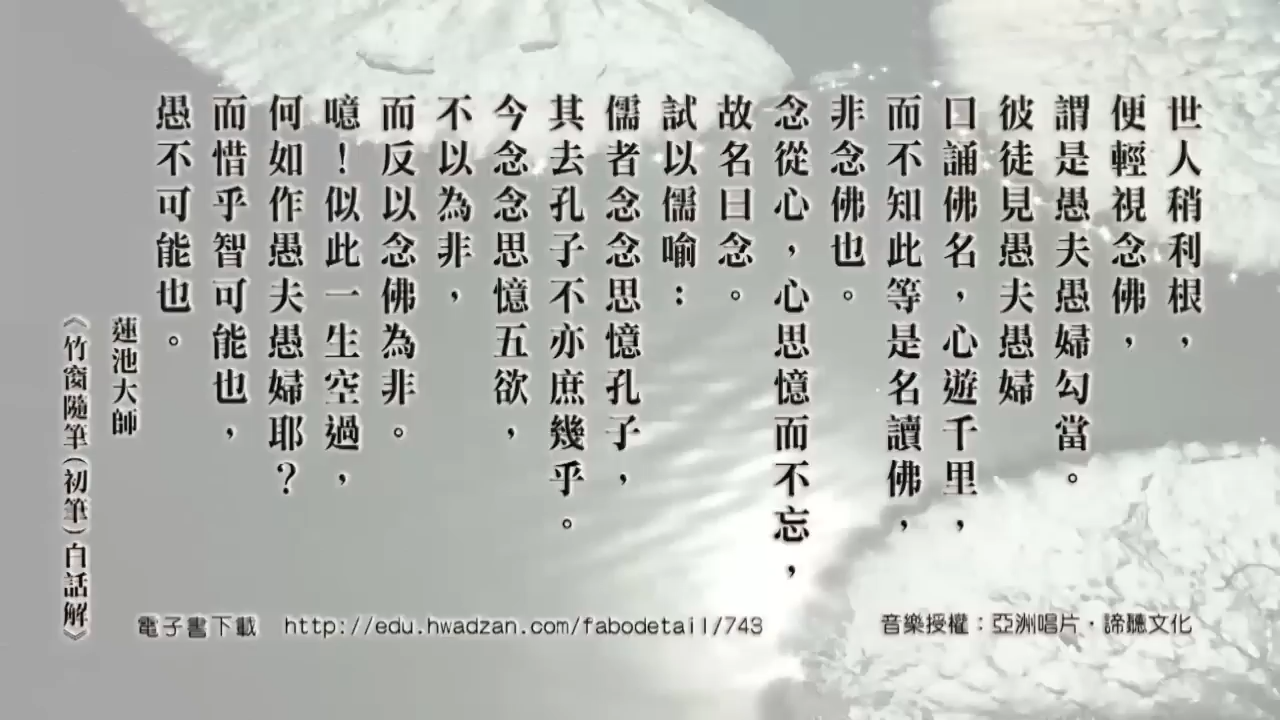 世人稍利根，
便輕視念佛，
謂是愚夫愚婦勾當。
彼徒見愚夫愚婦
口誦佛名，心遊千里，
而不知此等是名讀佛，
非念佛也。
念從心，心思憶而不忘，
故名曰念。
試以儒喻：
儒者念念思憶孔子，
其去孔子不亦庶幾乎。
今念念思憶五欲，
不以為非，
而反以念佛為非。
噫！似此一生空過，
何如作愚夫愚婦耶？
而惜乎智可能也，
愚不可能也。
蓮池大師
《竹窗隨筆(初筆)白話解》
電子書下載 http://edu.hwadzan.com/fabodetail/743
音樂授權：亞洲唱片．諦聽文化